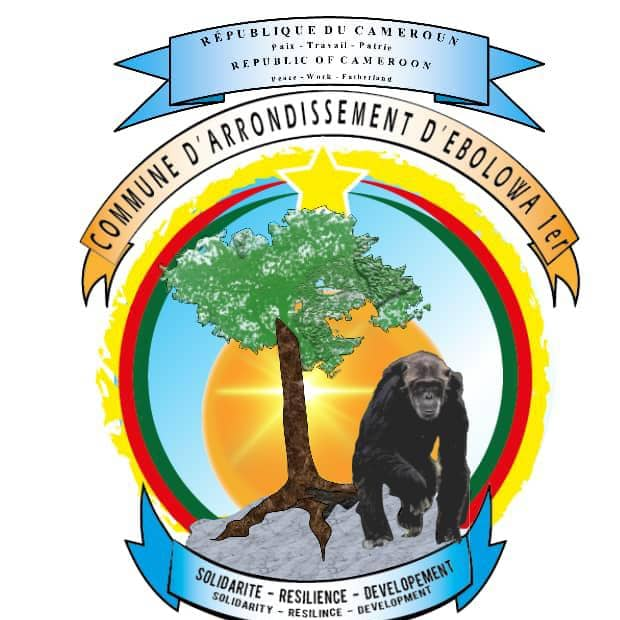 RÉPUBLIQUE DU CAMEROUN
Paix - Travail - Patrie
REPUBLIC OF CAMEROON
Peace - Work - Fatherland
COMMUNE D'ARRONDISSEMENT D'EBOLOWA 1er
SOLIDARITE - RESILIENCE - DEVELOPEMENT
SOLIDARITY - RESILINCE - DEVELOPMENT